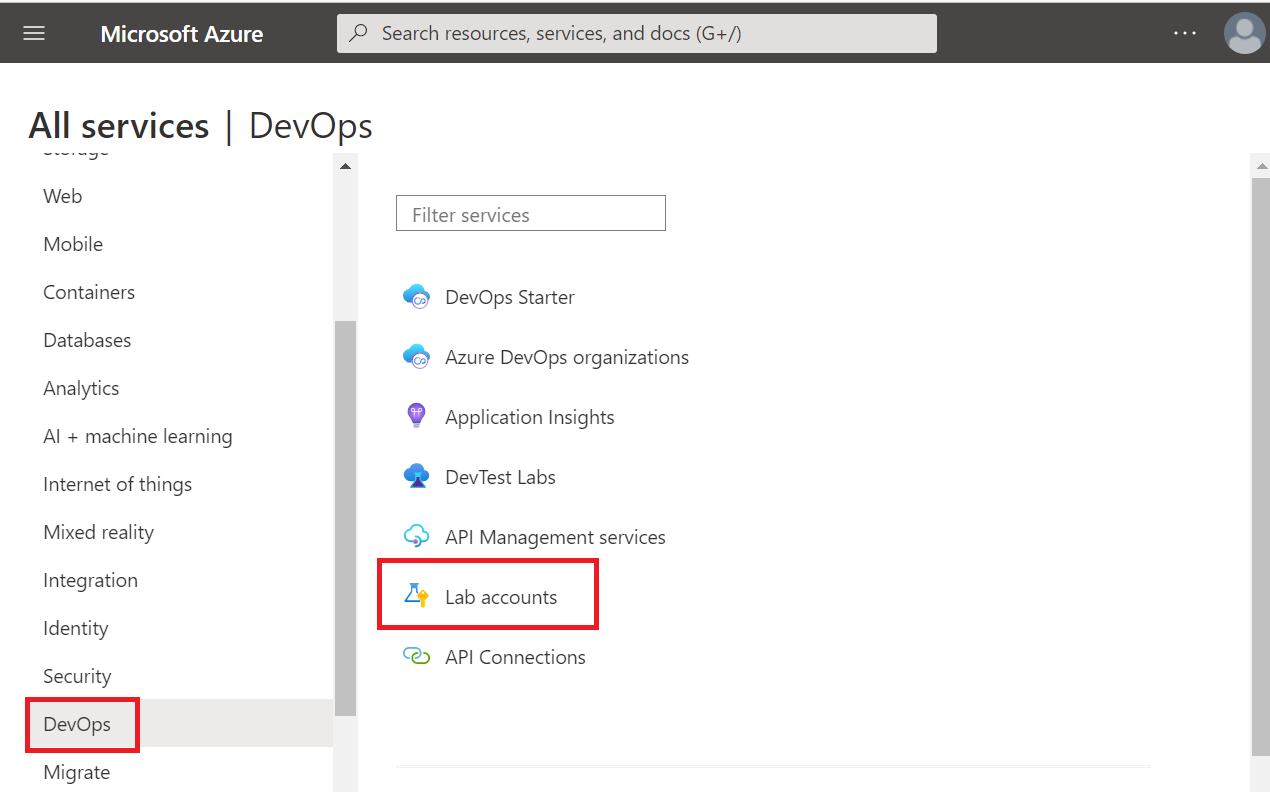 Microsoft Azure
Search resources, services, and docs (G+/)
...
All services | DevOps
Storage
Web
Mobile
Containers
Databases
Analytics
AI + machine learning
Internet of things
Mixed reality
Integration
Identity
Security
DevOps
Migrate
Filter services
DevOps Starter
Azure DevOps organizations
Application Insights
DevTest Labs
API Management services
Lab accounts
API Connections